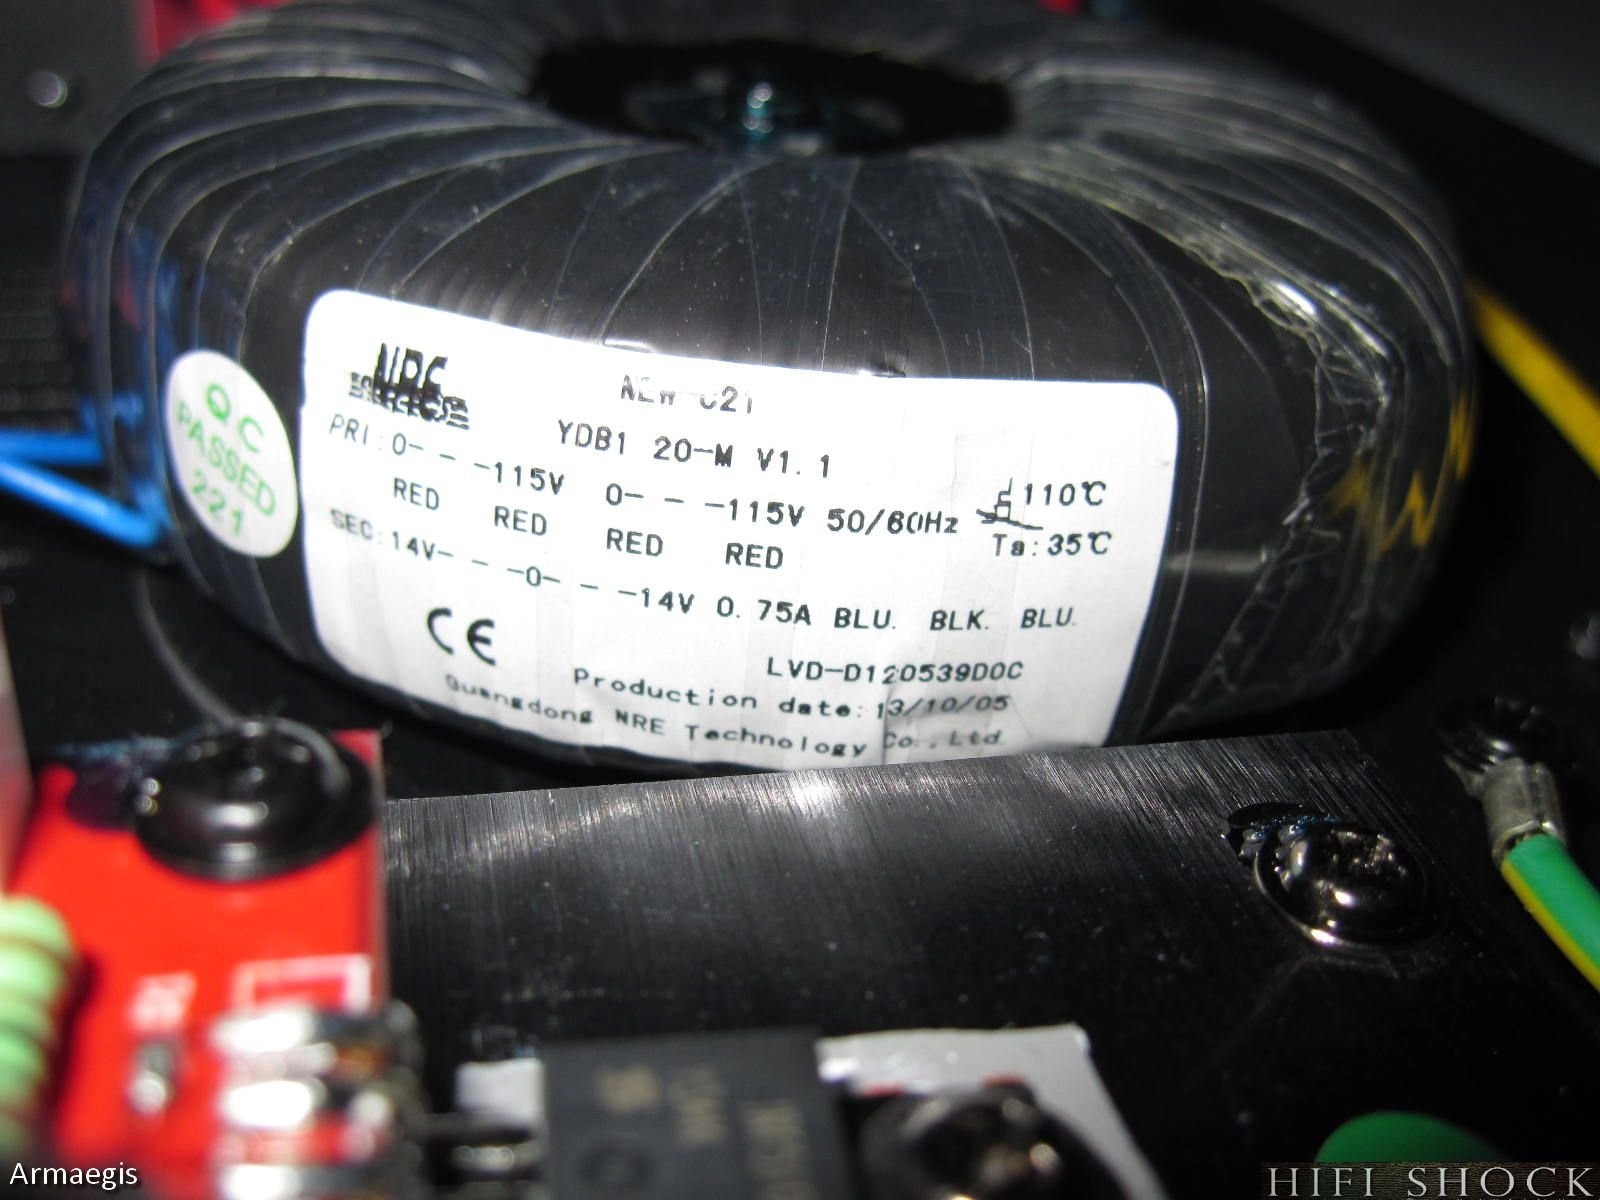 NRE
YDB1 20-M V1.1
PRI: 0- - -115V 0- - -115V 50/60Hz 110℃
RED RED RED RED Ta:35℃
SEC:14V- - -0- - -14V 0.75A BLU. BLK. BLU.
CE LVD-D120539DOC
Production date:13/10/05
Guangdong NRE Technology Co.,Ltd.
QC
PASSED
221
Armaegis
HIFI SHOCK